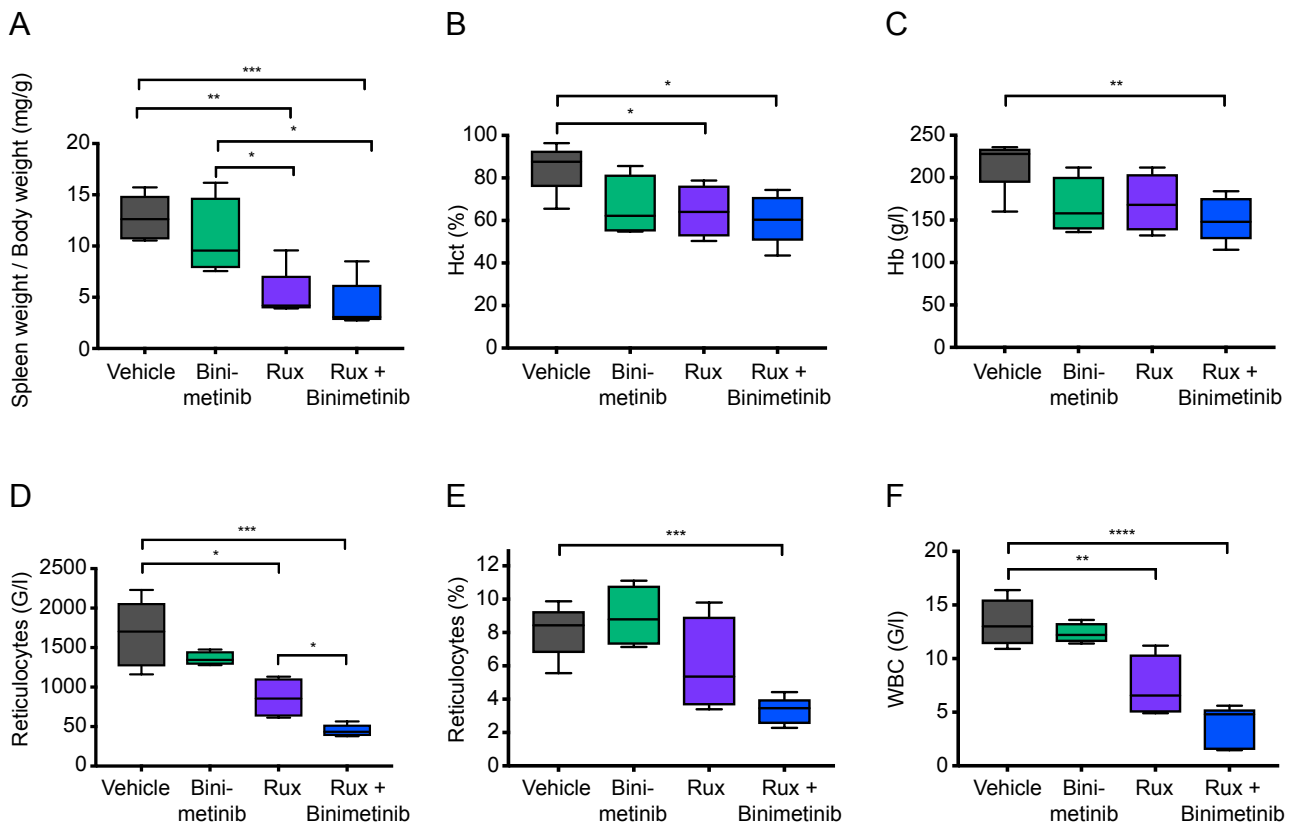 A
Spleen weight / Body weight (mg/g)
***
**
*
*
20
15
10
5
0
Vehicle
Bini-
metinib
Rux
Rux +
Binimetinib
B
Hct (%)
*
*
100
80
60
40
20
0
Vehicle
Bini-
metinib
Rux
Rux +
Binimetinib
C
Hb (g/l)
**
250
200
150
100
50
0
Vehicle
Bini-
metinib
Rux
Rux +
Binimetinib
D
Reticulocytes (G/l)
***
*
*
2500
2000
1500
1000
500
0
Vehicle
Bini-
metinib
Rux
Rux +
Binimetinib
E
Reticulocytes (%)
***
12
10
8
6
4
2
0
Vehicle
Bini-
metinib
Rux
Rux +
Binimetinib
F
WBC (G/l)
****
**
20
15
10
5
0
Vehicle
Bini-
metinib
Rux
Rux +
Binimetinib